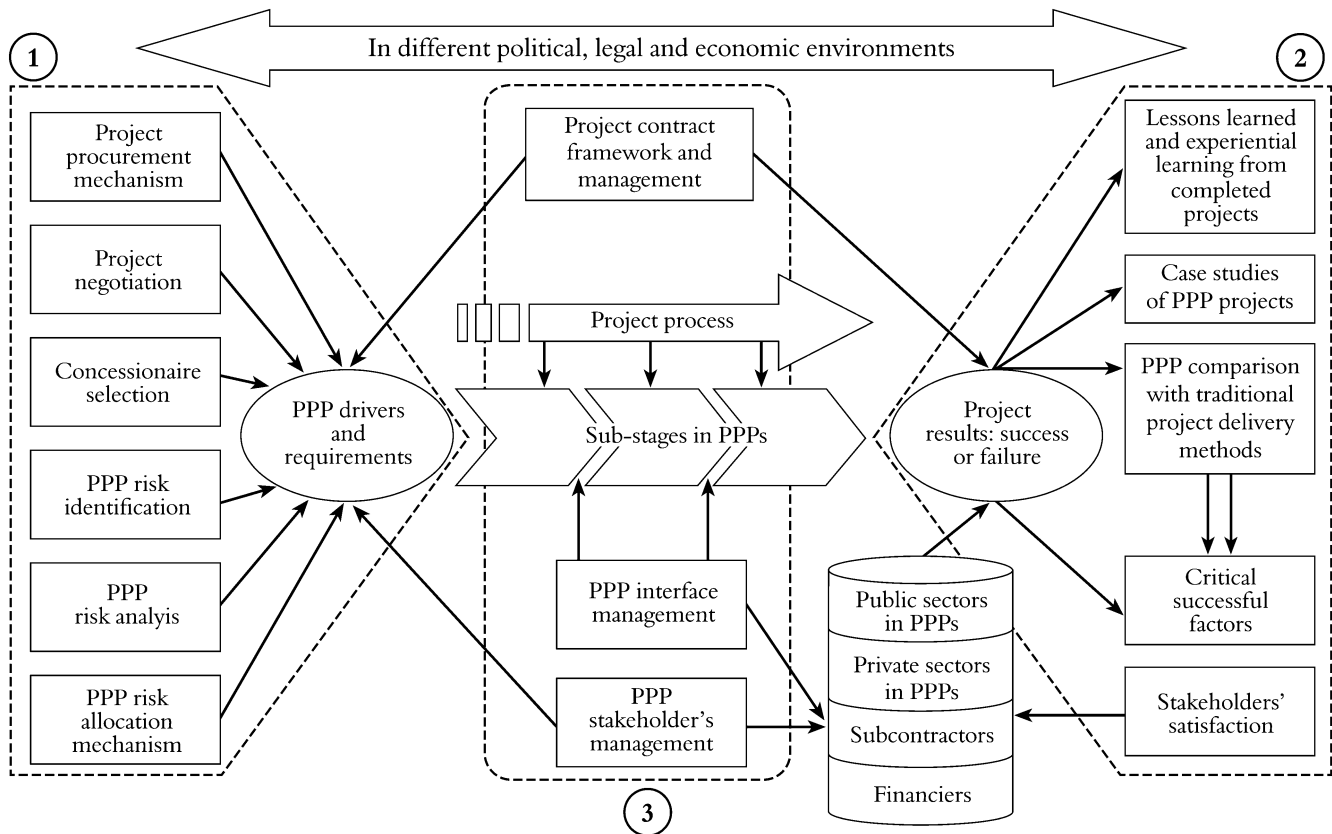 In different political, legal and economic environments
1
2
Project
procurement
mechanism
Project
negotiation
Concessionaire
selection
PPP risk
identification
PPP
risk analyis
PPP risk
allocation
mechanism
PPP drivers
and
requirements
Project contract
framework and
management
Project process
Sub-stages in PPPs
PPP interface
management
PPP
stakeholder’s
management
3
Project
results: success
or failure
Public sectors
in PPPs
Private sectors
in PPPs
Subcontractors
Financiers
Lessons learned
and experiential
learning from
completed
projects
Case studies
of PPP projects
PPP comparison
with traditional
project delivery
methods
Critical
successful
factors
Stakeholders’
satisfaction